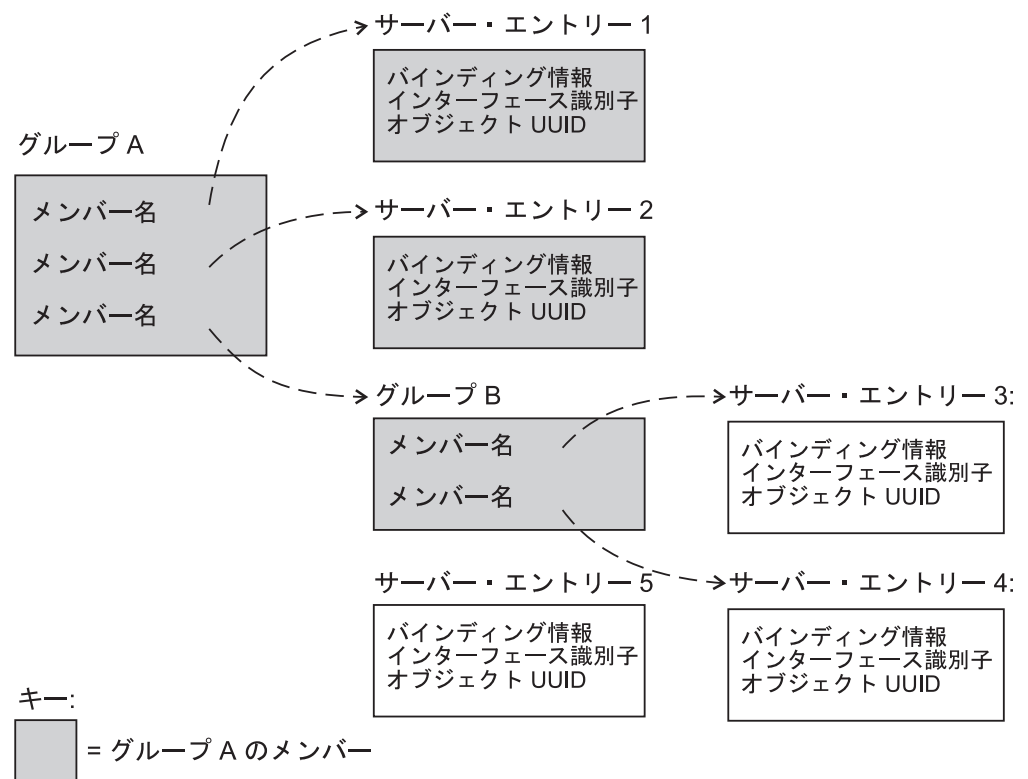 サーバー・エントリー 1
バインディング情報
インターフェース識別子
オブジェクト UUID
グループ A
メンバー名
メンバー名
メンバー名
サーバー・エントリー 2
バインディング情報
インターフェース識別子
オブジェクト UUID
グループ B
メンバー名
メンバー名
サーバー・エントリー 3:
バインディング情報
インターフェース識別子
オブジェクト UUID
サーバー・エントリー 5
バインディング情報
インターフェース識別子
オブジェクト UUID
サーバー・エントリー 4:
バインディング情報
インターフェース識別子
オブジェクト UUID
キー:
= グループ A のメンバー